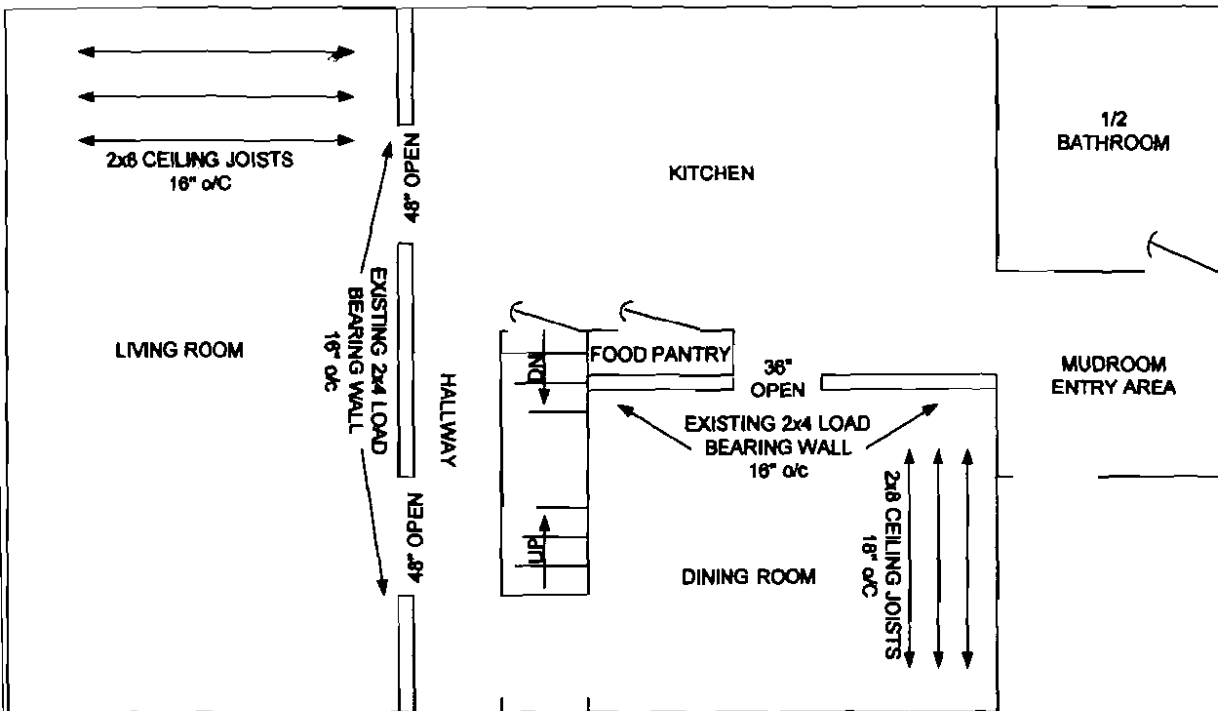 2x6 CEILING JOISTS
16" o/C
48" OPEN
KITCHEN
1/2
BATHROOM
LIVING ROOM
EXISTING 2x4 LOAD
BEARING WALL
16" o/c
HALLWAY
DN
FOOD PANTRY
36"
OPEN
MUDROOM
ENTRY AREA
EXISTING 2x4 LOAD
BEARING WALL
16" o/c
48" OPEN
UP
DINING ROOM
2x8 CEILING JOISTS
16" o/C